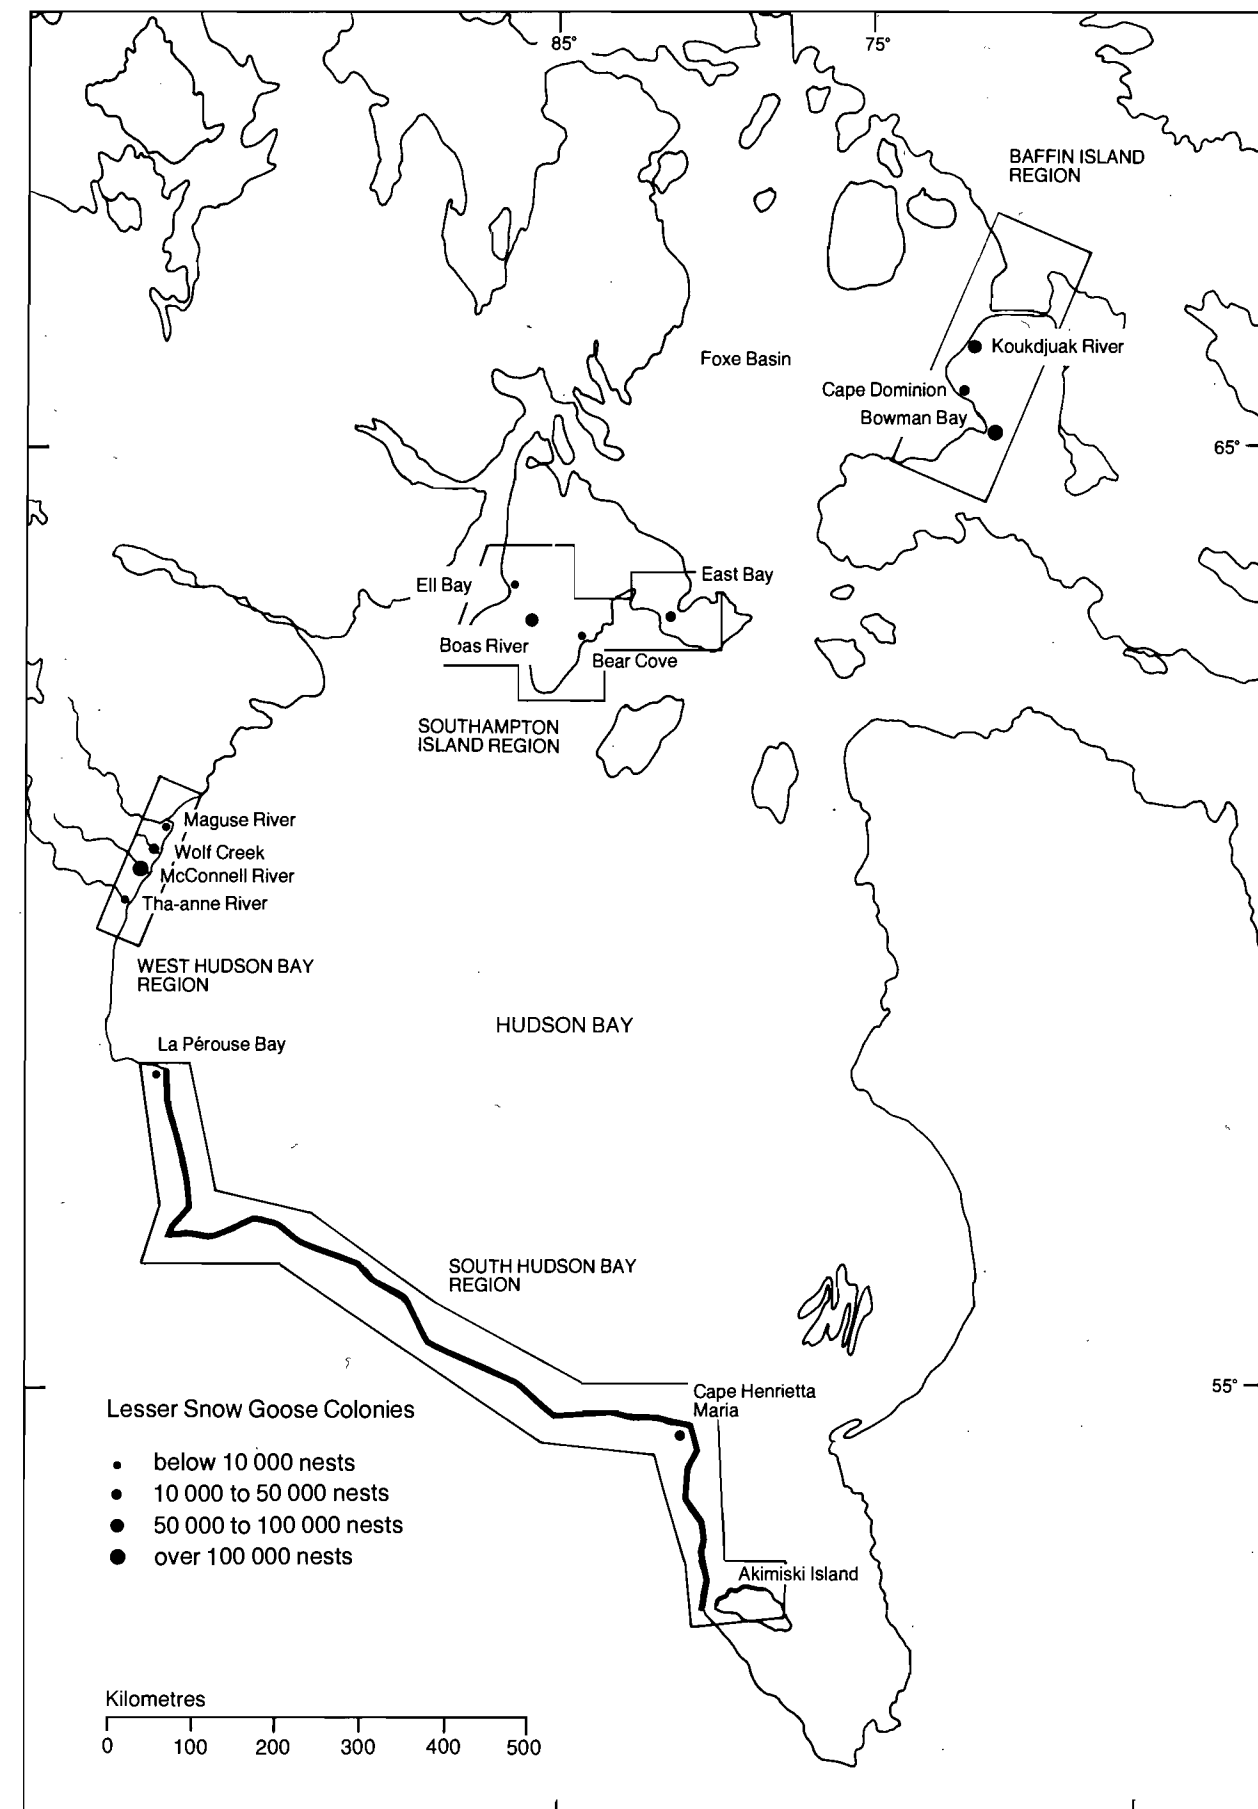 85°
75°
BAFFIN ISLAND
REGION
Foxe Basin
Koukdjuak River
Cape Dominion
Bowman Bay
65°
Ell Bay
East Bay
Boas River
Bear Cove
SOUTHAMPTON
ISLAND REGION
Maguse River
Wolf Creek
McConnell River
Tha-anne River
WEST HUDSON BAY
REGION
HUDSON BAY
La Pérouse Bay
SOUTH HUDSON BAY
REGION
55°
Cape Henrietta
Maria
Lesser Snow Goose Colonies
below 10 000 nests
10 000 to 50 000 nests
50 000 to 100 000 nests
over 100 000 nests
Akimiski Island
Kilometres
0 100 200 300 400 500